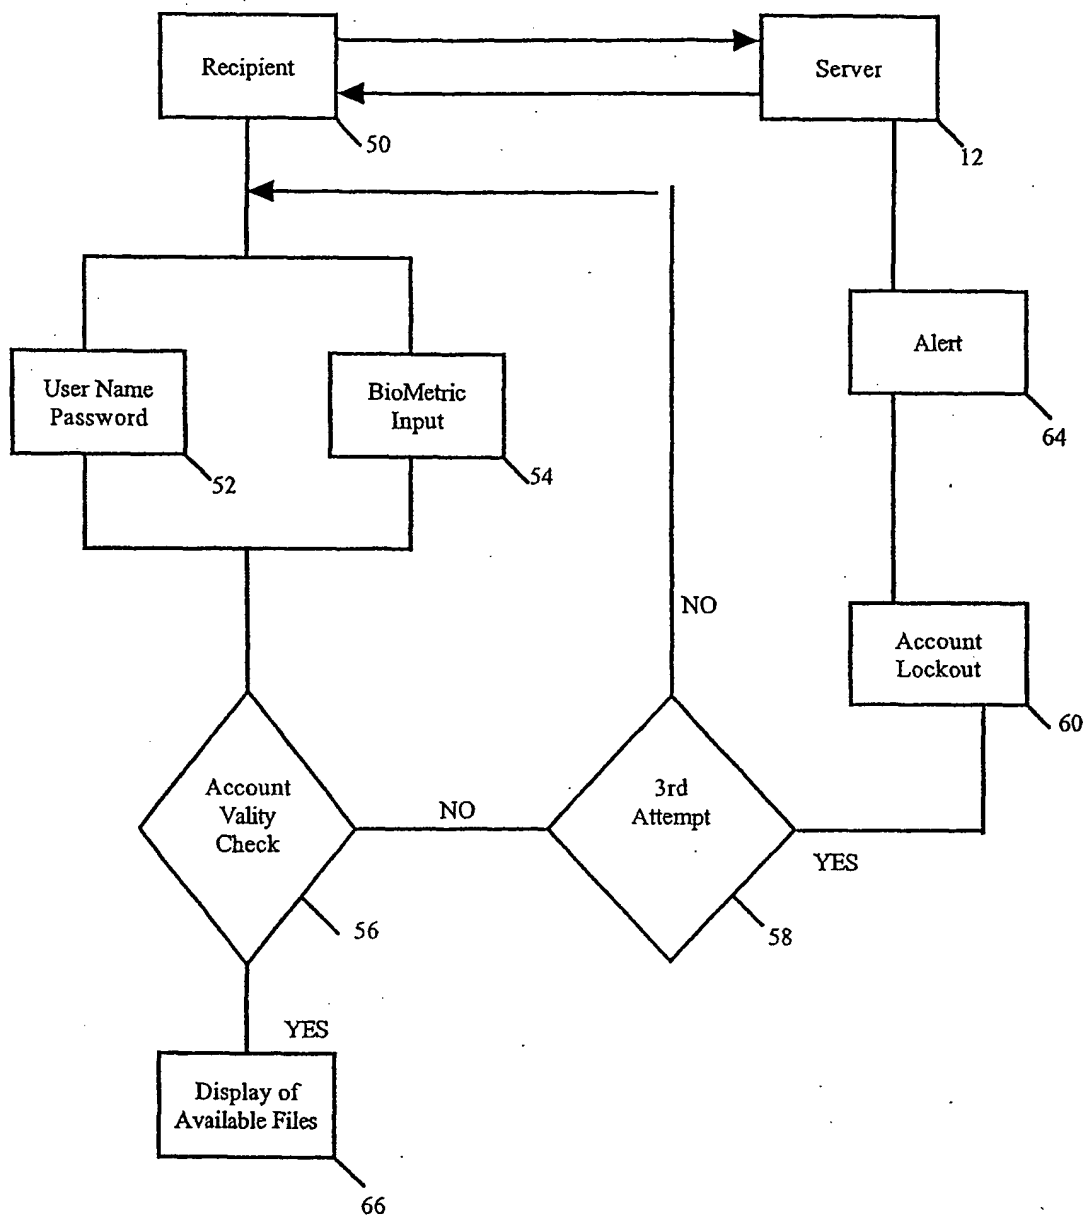 Recipient
Server
50
12
Alert
User Name
Password
BioMetric
Input
64
52
54
NO
Account
Lockout
60
Account
Vality
Check
NO
3rd
Attempt
YES
56
58
YES
Display of
Available Files
66